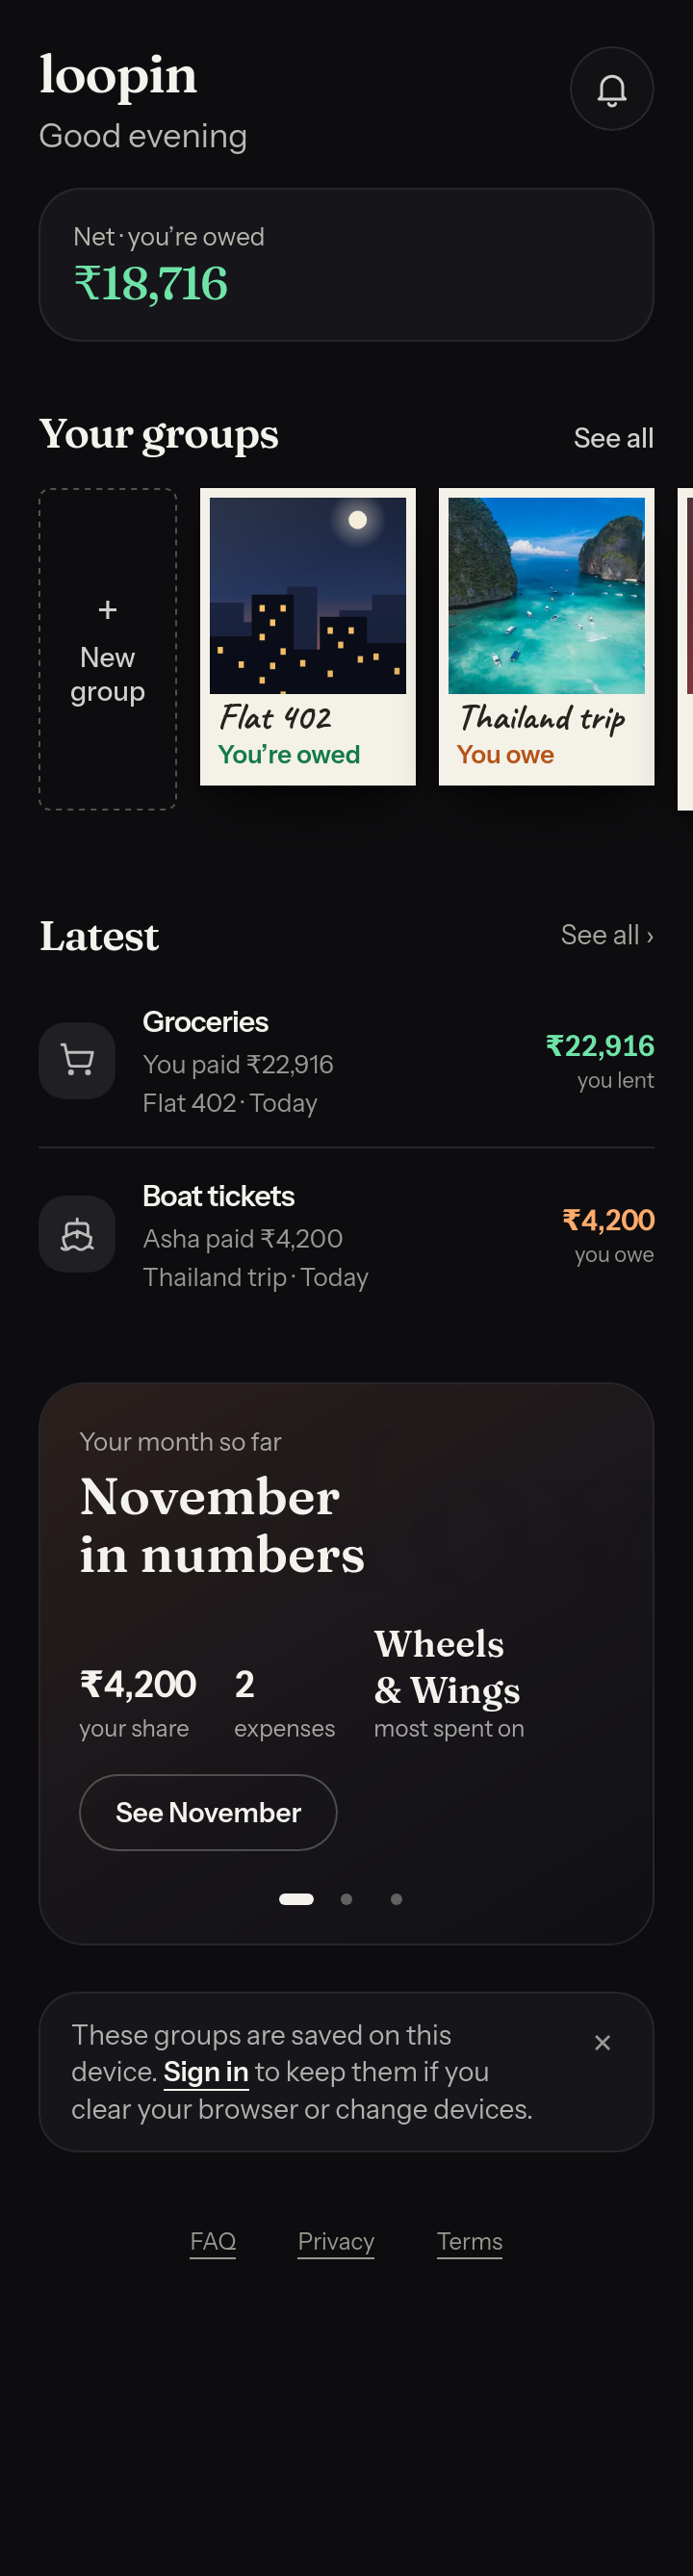 loopin
Good evening
Net · you’re owed
₹18,716
Your groups
See all
+
New
group
Flat 402
You’re owed
Thailand trip
You owe
Latest
See all ›
Groceries
You paid ₹22,916
Flat 402 · Today
₹22,916
you lent
Boat tickets
Asha paid ₹4,200
Thailand trip · Today
₹4,200
you owe
Your month so far
November
in numbers
₹4,200
your share
2
expenses
Wheels
& Wings
most spent on
See November
These groups are saved on this
device. Sign in to keep them if you
clear your browser or change devices.
×
FAQ
Privacy
Terms